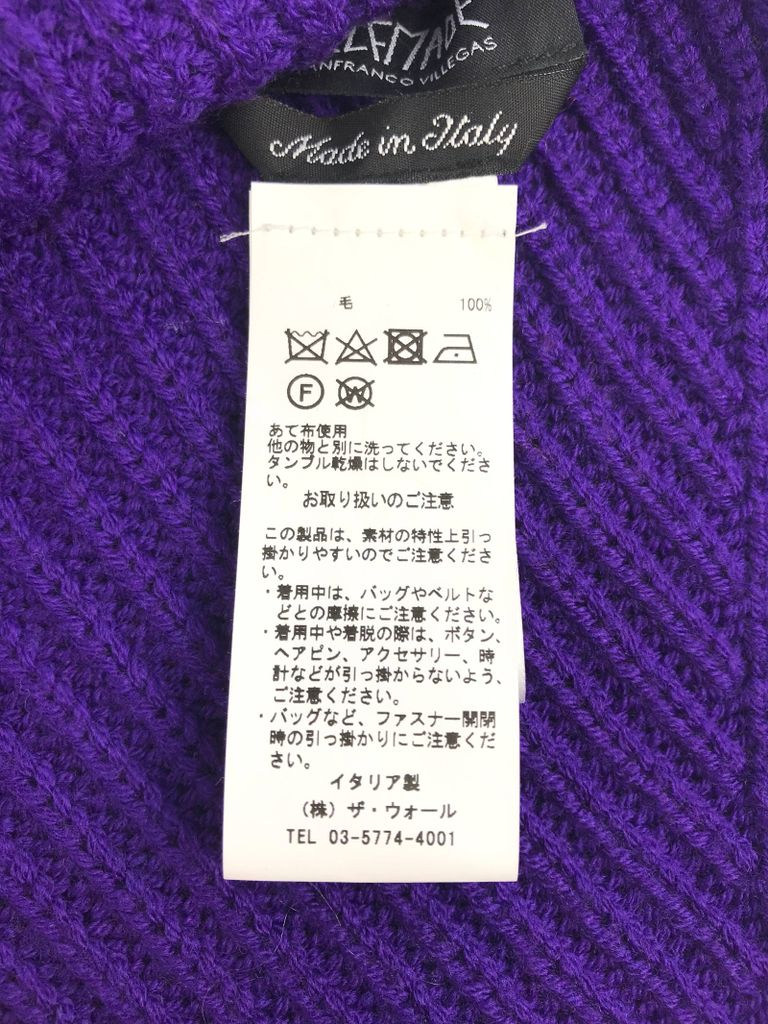 SELFMADE
GIANFRANCO VILLEGAS
Made in Italy
毛 100%
F W
あて布使用
他の物と別に洗ってください。
タンブル乾燥はしないでくださ
い。
お取り扱いのご注意
この製品は、素材の特性上引っ
掛かりやすいのでご注意くださ
い。
・着用中は、バッグやベルトな
どとの摩擦にご注意ください。
・着用中や着脱の際は、ボタン、
ヘアピン、アクセサリー、時
計などが引っ掛からないよう、
ご注意ください。
・バッグなど、ファスナー開閉
時の引っ掛かりにご注意くだ
さい。
イタリア製
（株）ザ・ウォール
TEL 03-5774-4001